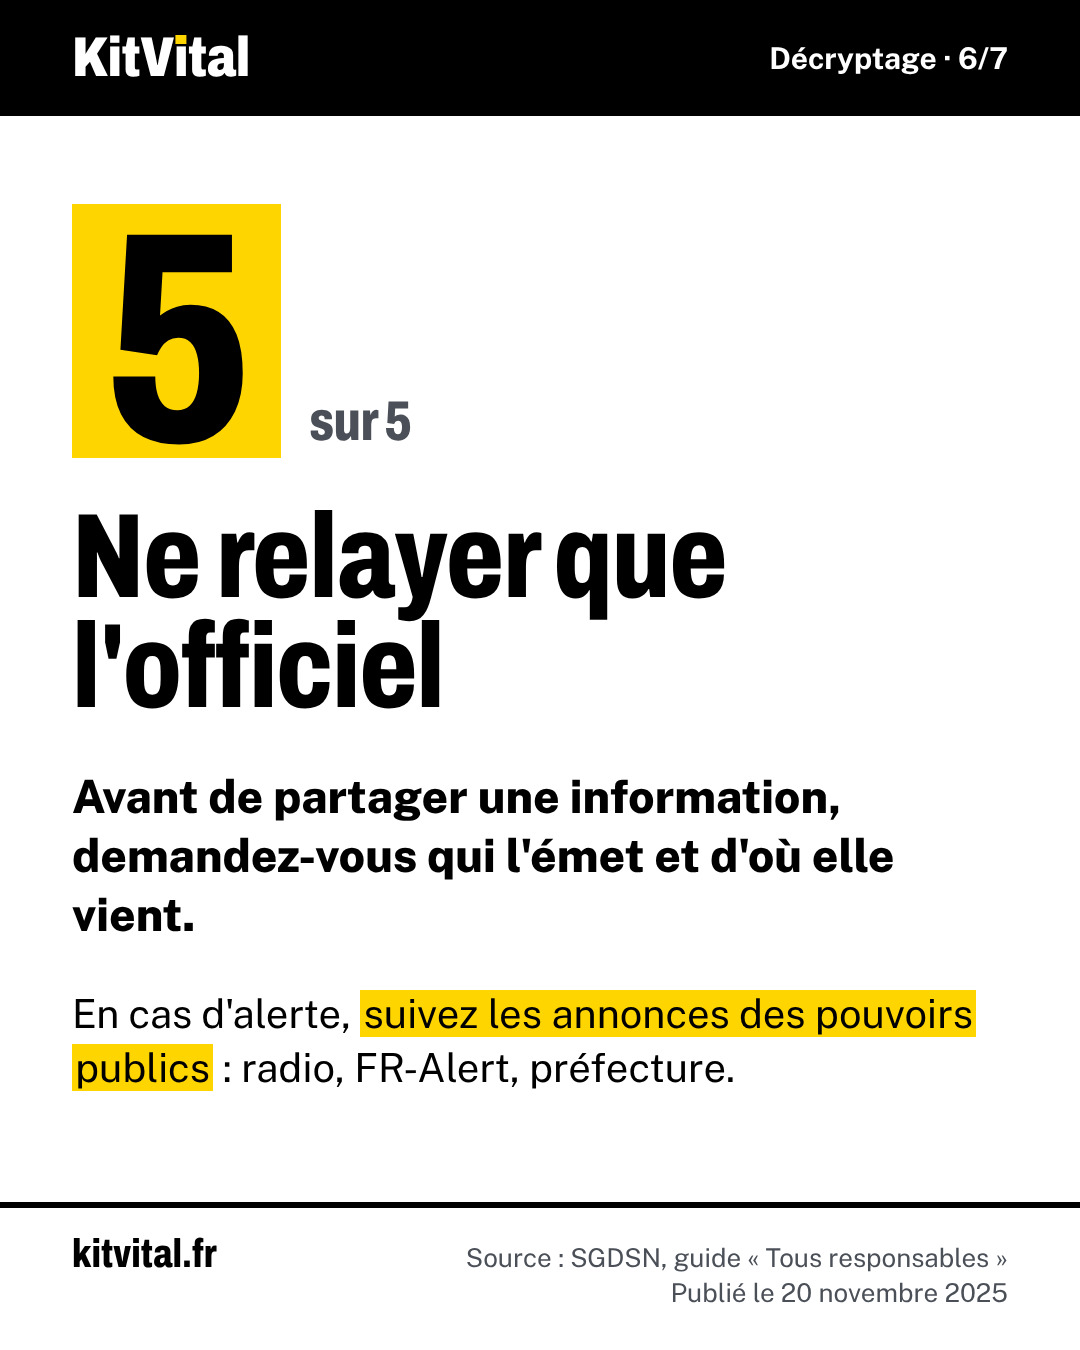 KitVital
Décryptage · 6/7
5
sur 5
Ne relayer que
l'officiel
Avant de partager une information,
demandez-vous qui l'émet et d'où elle
vient.
En cas d'alerte, suivez les annonces des pouvoirs
publics : radio, FR-Alert, préfecture.
kitvital.fr
Source : SGDSN, guide « Tous responsables »
Publié le 20 novembre 2025